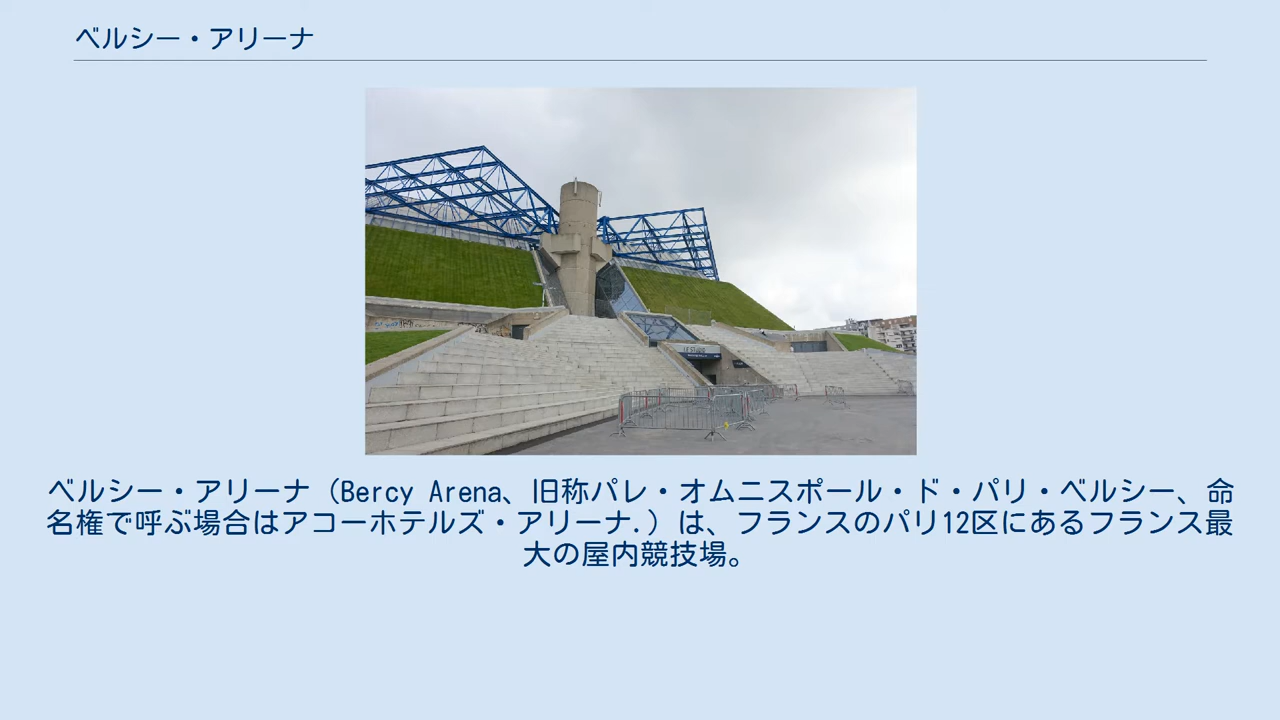 ベルシー・アリーナ
ベルシー・アリーナ（Bercy Arena、旧称パレ・オムニスポール・ド・パリ・ベルシー、命
名権で呼ぶ場合はアコーホテルズ・アリーナ.）は、フランスのパリ12区にあるフランス最
大の屋内競技場。